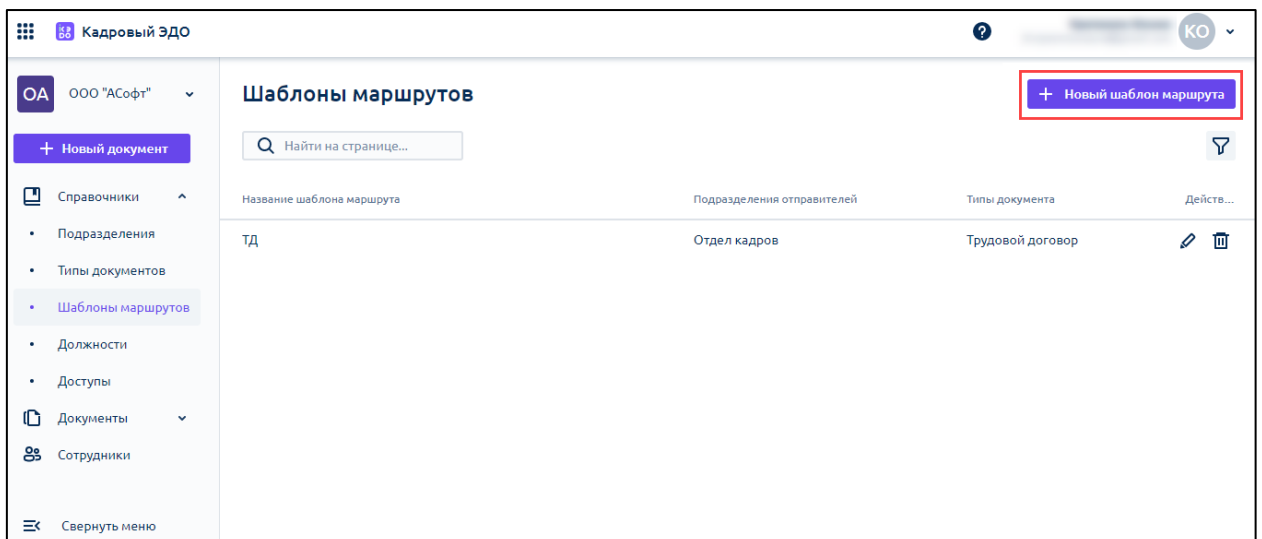 Кадровый ЭДО
КО
ОА ООО "АСофт"
Шаблоны маршрутов
+ Новый шаблон маршрута
+ Новый документ
Найти на странице...
Справочники
Название шаблона маршрута Подразделения отправителей Типы документа Действ...
Подразделения
ТД Отдел кадров Трудовой договор
Типы документов
Шаблоны маршрутов
Должности
Доступы
Документы
Сотрудники
Свернуть меню